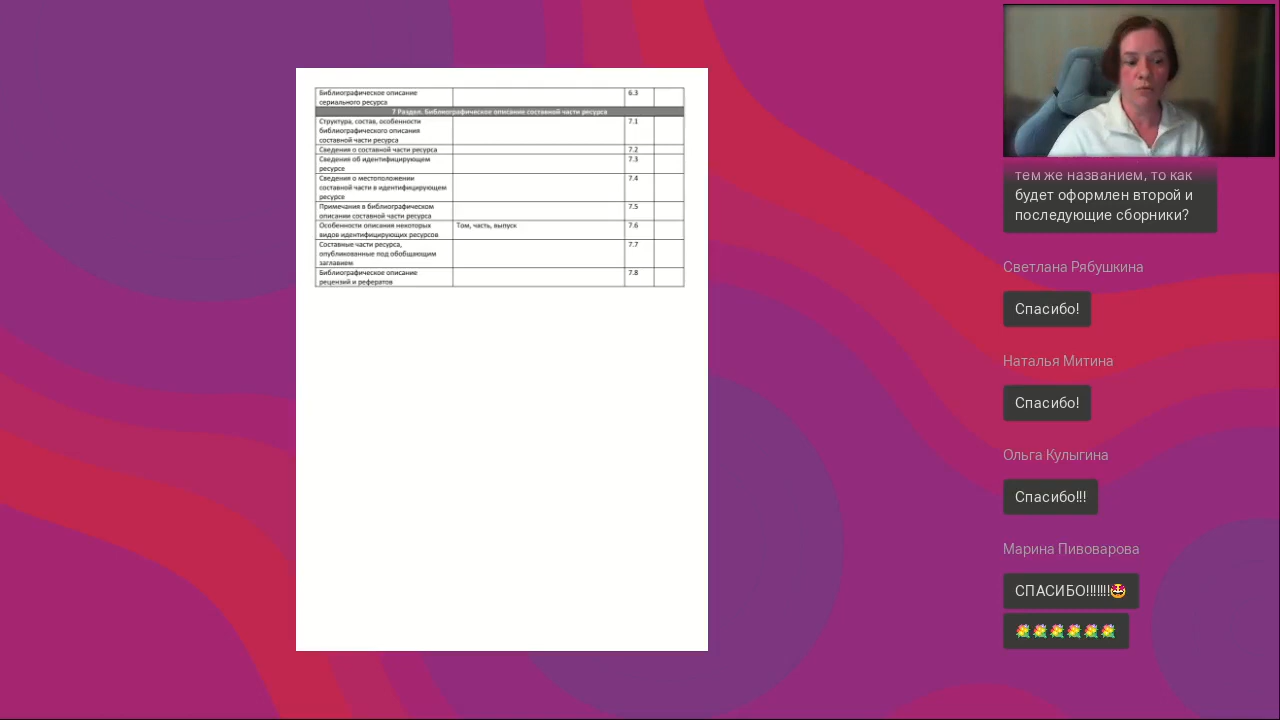 Библиографическое описание
сериального ресурса
6.3
7 Раздел. Библиографическое описание составной части ресурса
Структура, состав, особенности
библиографического описания
составной части ресурса
7.1
Сведения о составной части ресурса
7.2
Сведения об идентифицирующем
ресурсе
7.3
Сведения о местоположении
составной части в идентифицирующем
ресурсе
7.4
Примечания в библиографическом
описании составной части ресурса
7.5
Особенности описания некоторых
видов идентифицирующих ресурсов
Том, часть, выпуск
7.6
Составные части ресурса,
опубликованные под обобщающим
заглавием
7.7
Библиографическое описание
рецензий и рефератов
7.8
тем же названием, то как
будет оформлен второй и
последующие сборники?
Светлана Рябушкина
Спасибо!
Наталья Митина
Спасибо!
Ольга Кулыгина
Спасибо!!!
Марина Пивоварова
СПАСИБО!!!!!!!🤩
💐💐💐💐💐💐